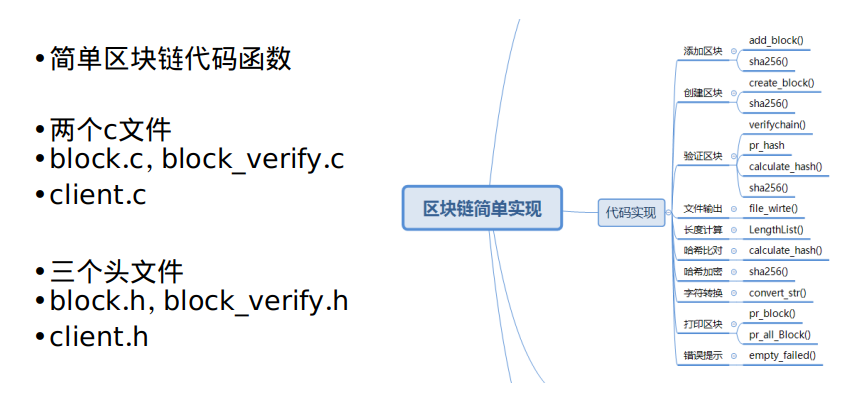 •简单区块链代码函数
•两个c文件
•block.c, block_verify.c
•client.c
•三个头文件
•block.h, block_verify.h
•client.h
区块链简单实现
代码实现
添加区块
add_block()
sha256()
创建区块
create_block()
sha256()
验证区块
verifychain()
pr_hash
calculate_hash()
sha256()
文件输出
file_wirte()
长度计算
LengthList()
哈希比对
calculate_hash()
哈希加密
sha256()
字符转换
convert_str()
打印区块
pr_block()
pr_all_Block()
错误提示
empty_failed()